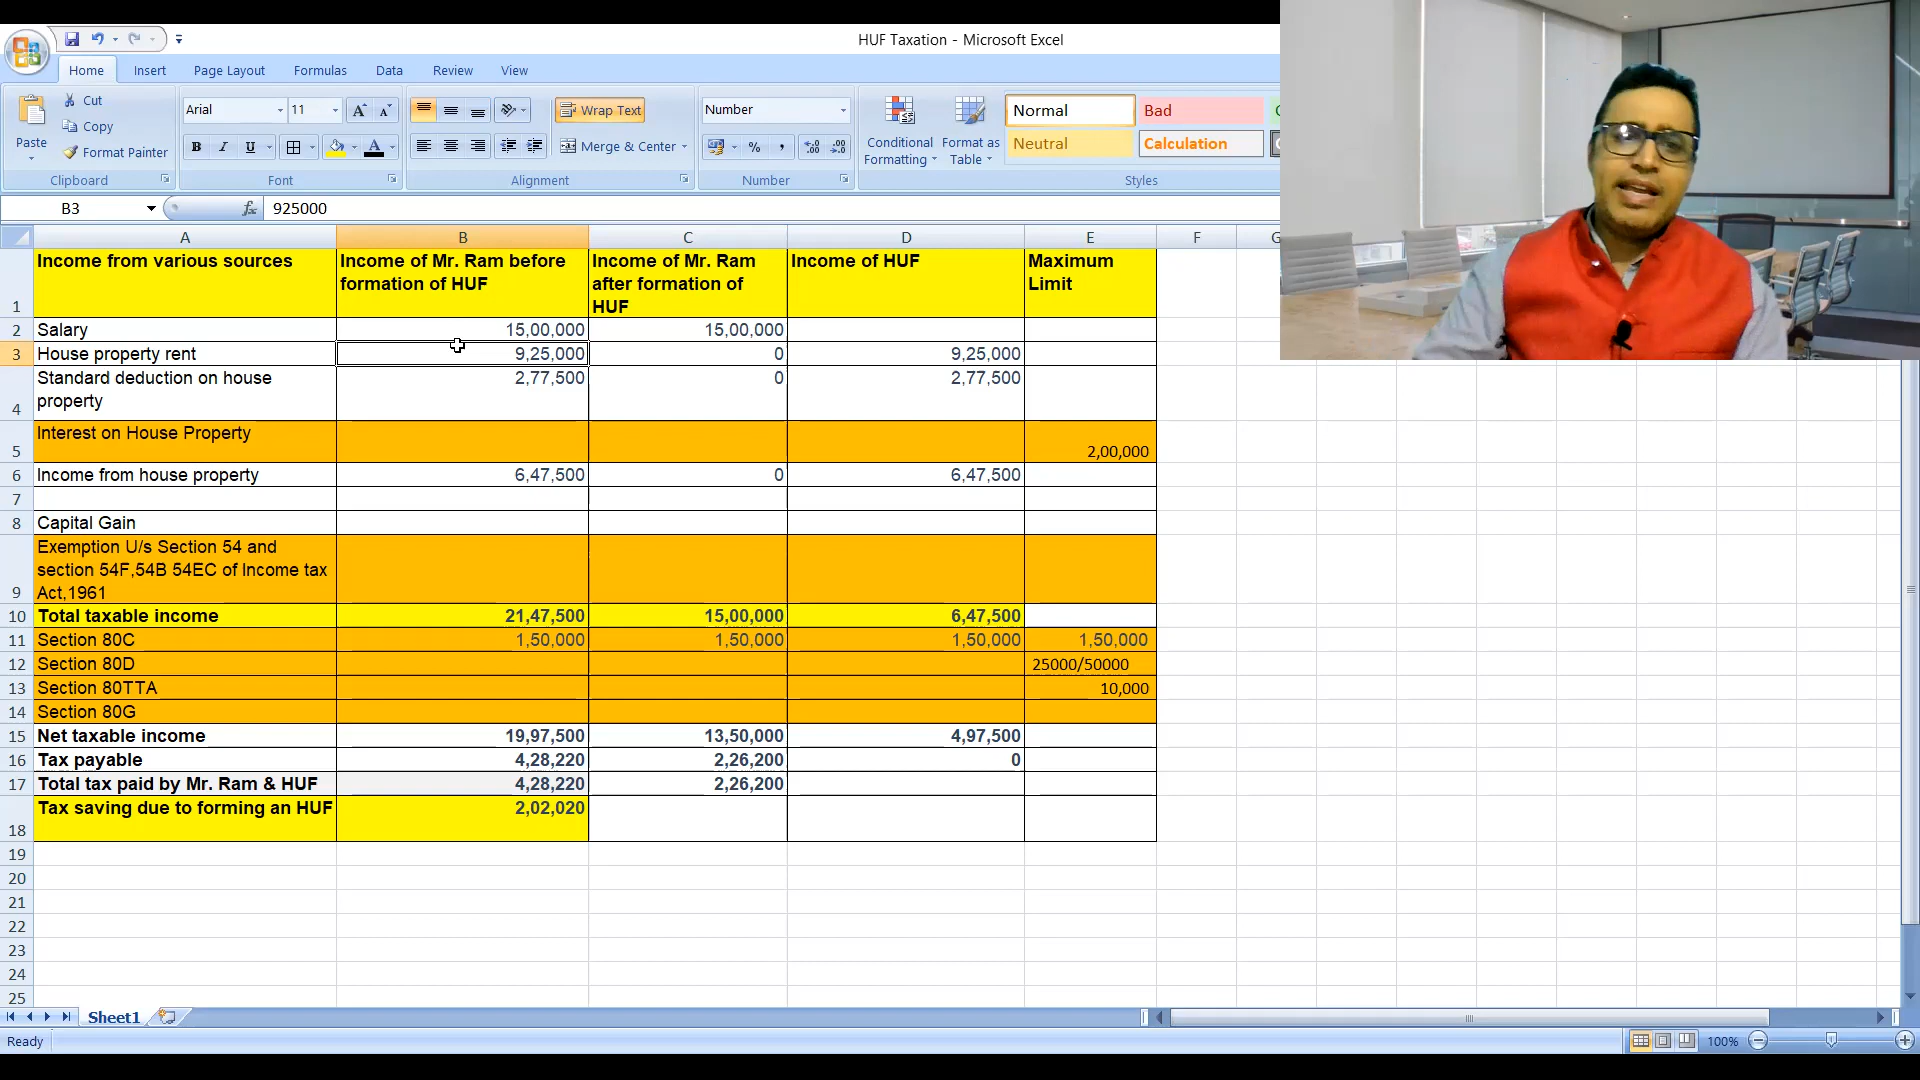 HUF Taxation - Microsoft Excel
Home Insert Page Layout Formulas Data Review View
Paste
Cut
Copy
Format Painter
Clipboard
Arial 11
B I U A
Font
Wrap Text
Merge & Center
Alignment
Number
% ,
Number
Conditional Formatting
Format as Table
Normal Bad
Neutral Calculation
Styles
B3 fx 925000
A B C D E F G
1 Income from various sources Income of Mr. Ram before formation of HUF Income of Mr. Ram after formation of HUF Income of HUF Maximum Limit
2 Salary 15,00,000 15,00,000
3 House property rent 9,25,000 0 9,25,000
4 Standard deduction on house property 2,77,500 0 2,77,500
5 Interest on House Property 2,00,000
6 Income from house property 6,47,500 0 6,47,500
7
8 Capital Gain
9 Exemption U/s Section 54 and section 54F,54B 54EC of Income tax Act,1961
10 Total taxable income 21,47,500 15,00,000 6,47,500
11 Section 80C 1,50,000 1,50,000 1,50,000 1,50,000
12 Section 80D 25000/50000
13 Section 80TTA 10,000
14 Section 80G
15 Net taxable income 19,97,500 13,50,000 4,97,500
16 Tax payable 4,28,220 2,26,200 0
17 Total tax paid by Mr. Ram & HUF 4,28,220 2,26,200
18 Tax saving due to forming an HUF 2,02,020
19
20
21
22
23
24
25
Sheet1
Ready 100%